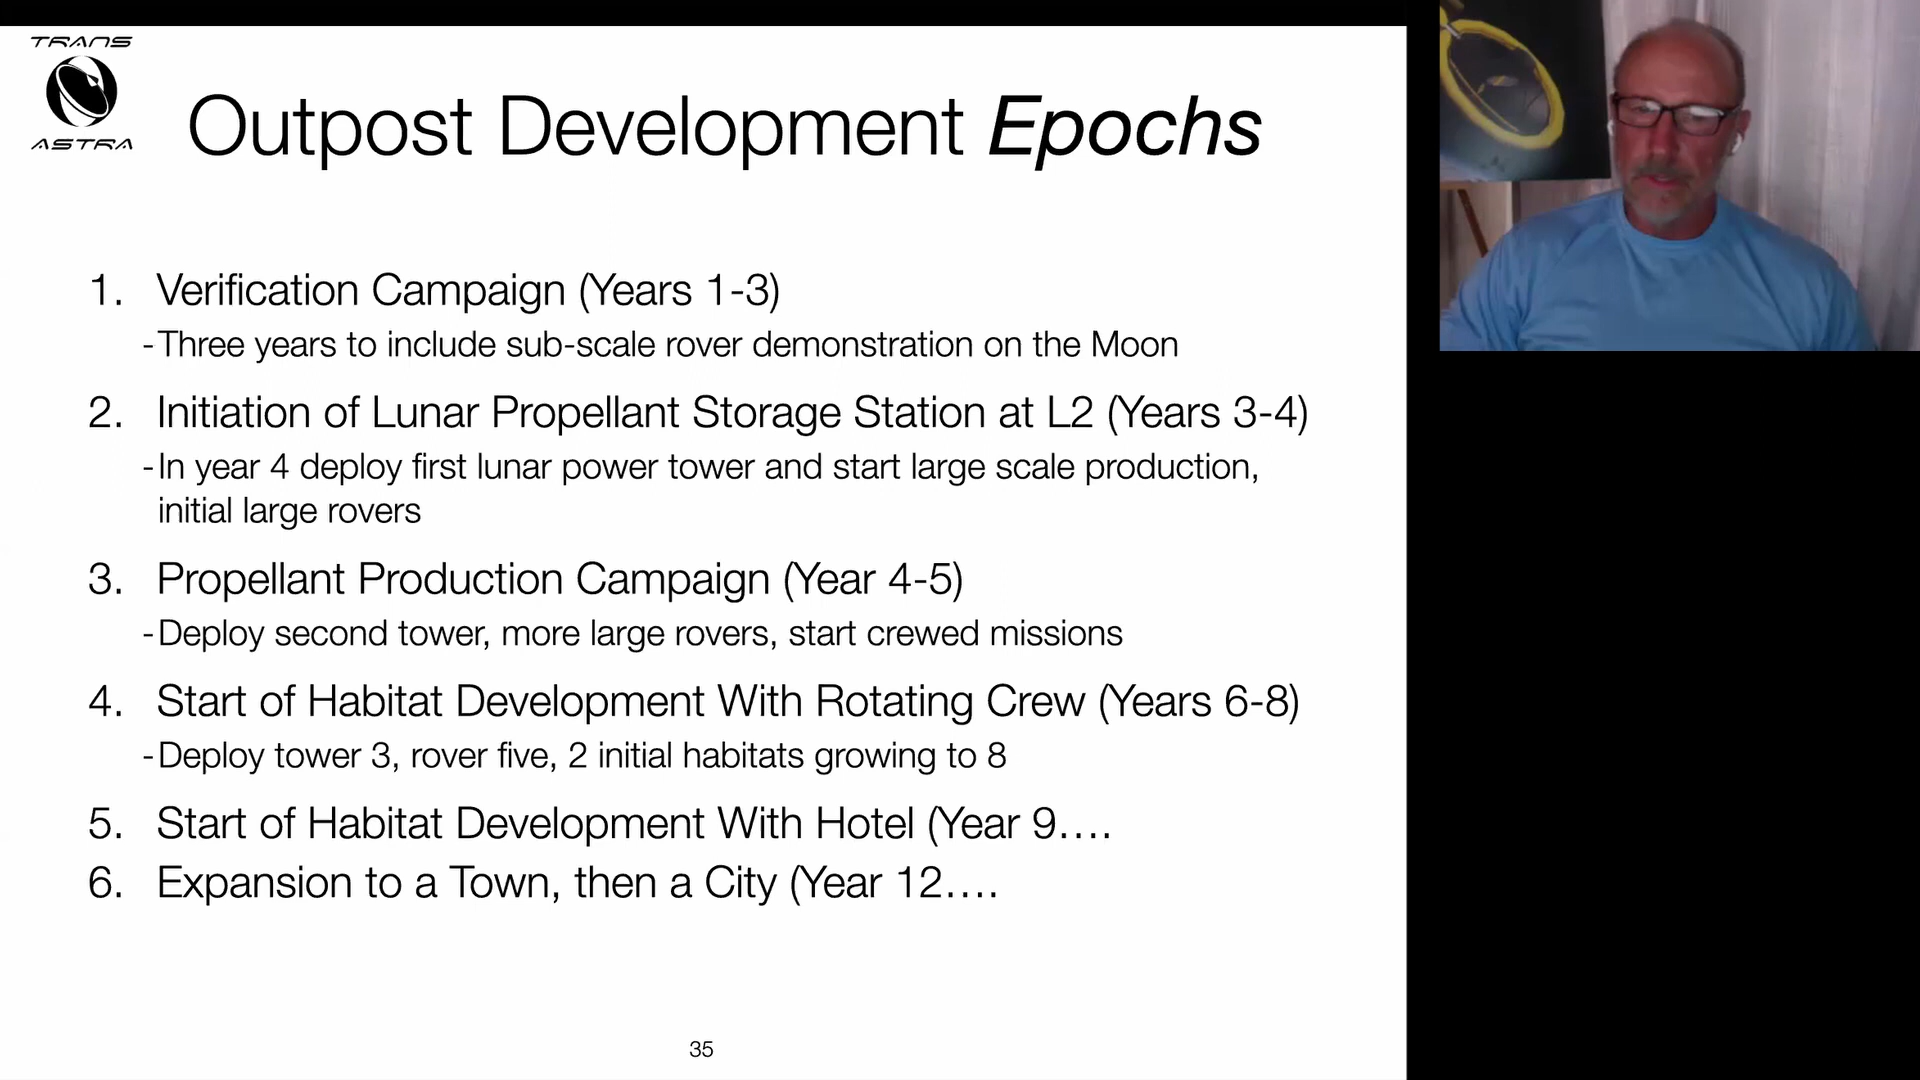 TRANS
ASTRA
Outpost Development Epochs
1. Verification Campaign (Years 1-3)
-Three years to include sub-scale rover demonstration on the Moon
2. Initiation of Lunar Propellant Storage Station at L2 (Years 3-4)
-In year 4 deploy first lunar power tower and start large scale production,
initial large rovers
3. Propellant Production Campaign (Year 4-5)
-Deploy second tower, more large rovers, start crewed missions
4. Start of Habitat Development With Rotating Crew (Years 6-8)
-Deploy tower 3, rover five, 2 initial habitats growing to 8
5. Start of Habitat Development With Hotel (Year 9....
6. Expansion to a Town, then a City (Year 12....
35